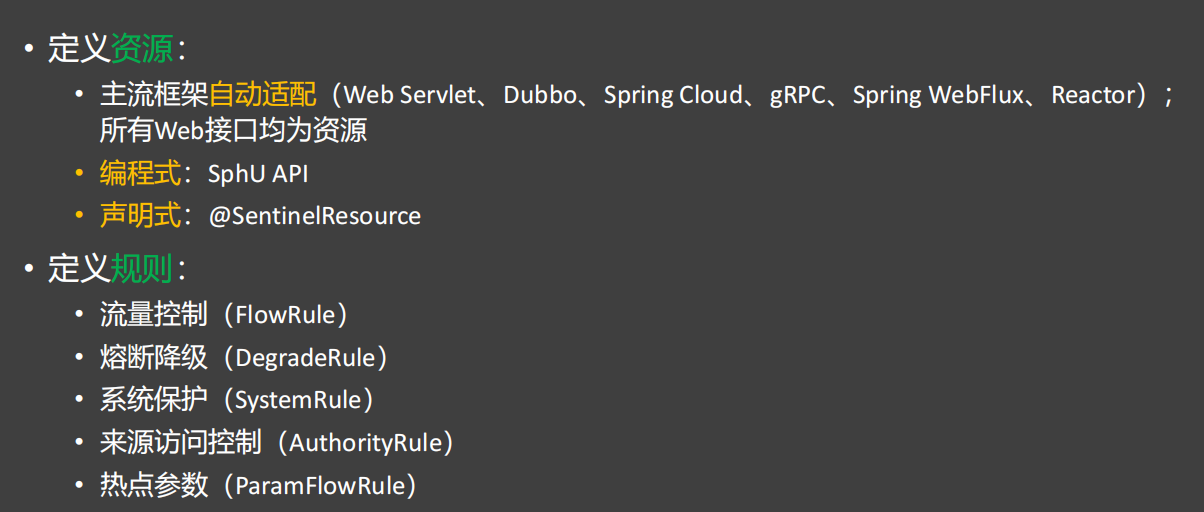 • 定义资源：
• 主流框架自动适配（Web Servlet、Dubbo、Spring Cloud、gRPC、Spring WebFlux、Reactor）；
所有Web接口均为资源
• 编程式：SphU API
• 声明式：@SentinelResource
• 定义规则：
• 流量控制（FlowRule）
• 熔断降级（DegradeRule）
• 系统保护（SystemRule）
• 来源访问控制（AuthorityRule）
• 热点参数（ParamFlowRule）